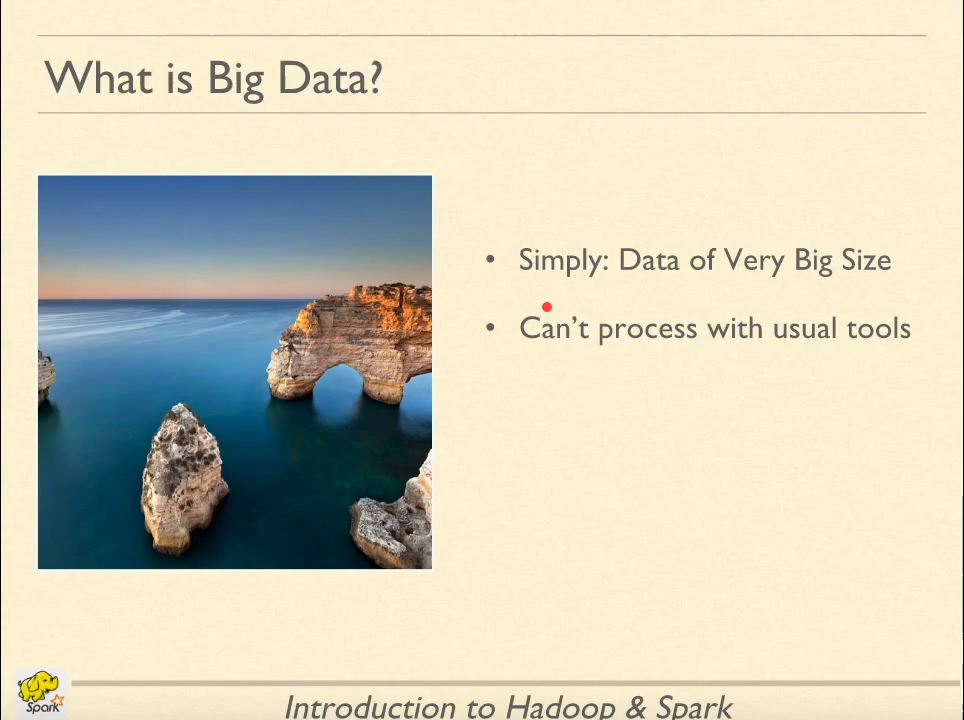 What is Big Data?
• Simply: Data of Very Big Size
• Can't process with usual tools
Spark
Introduction to Hadoop & Spark